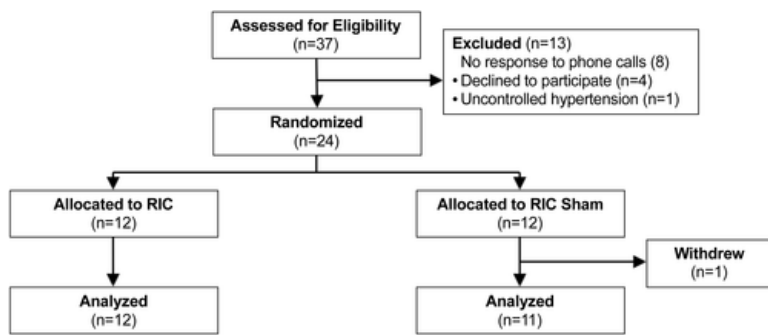 Assessed for Eligibility
(n=37)
Excluded (n=13)
No response to phone calls (8)
• Declined to participate (n=4)
• Uncontrolled hypertension (n=1)
Randomized
(n=24)
Allocated to RIC
(n=12)
Allocated to RIC Sham
(n=12)
Withdrew
(n=1)
Analyzed
(n=12)
Analyzed
(n=11)